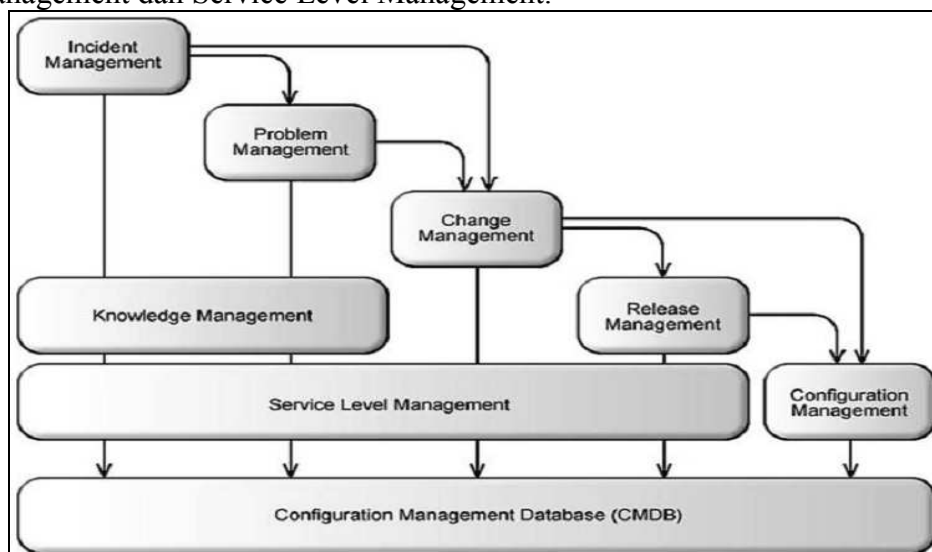 anagement dan Service Level Management.
Incident
Management
Problem
Management
Change
Management
Knowledge Management
Release
Management
Service Level Management
Configuration
Management
Configuration Management Database (CMDB)